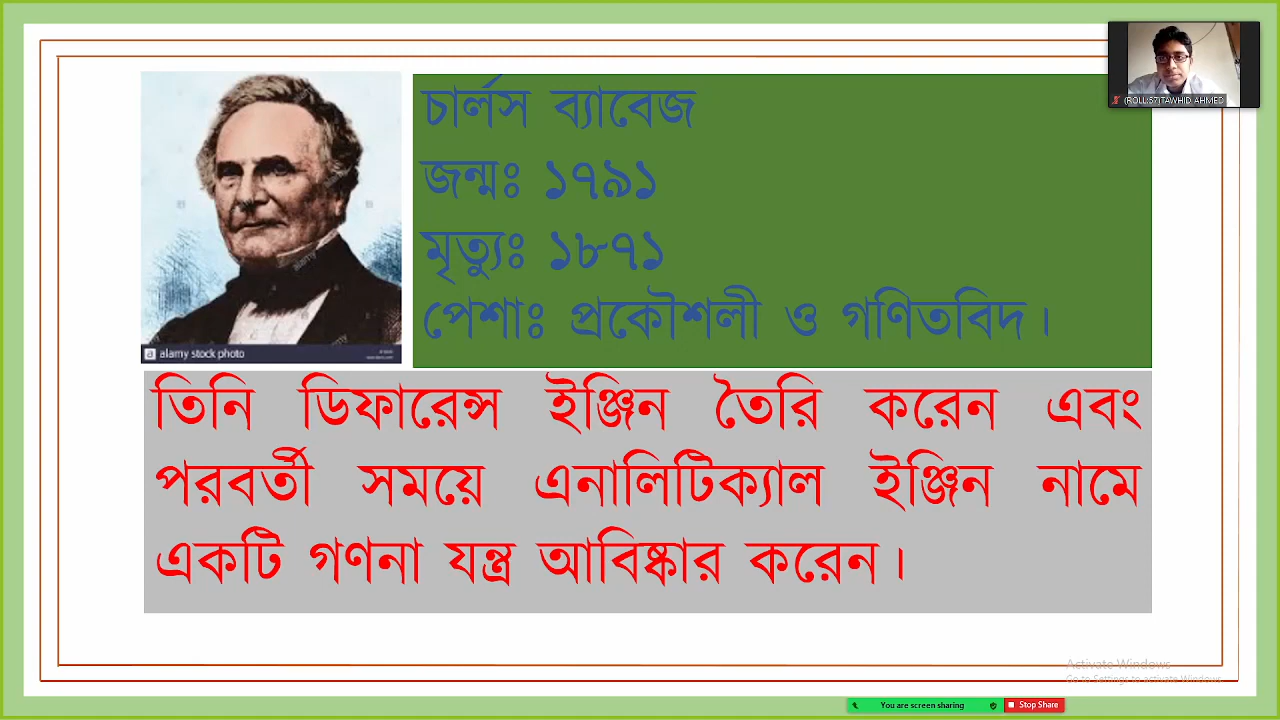 চার্লস ব্যাবেজ
জন্মঃ ১৭৯১
মৃত্যুঃ ১৮৭১
পেশাঃ প্রকৌশলী ও গণিতবিদ।
তিনি ডিফারেন্স ইঞ্জিন তৈরি করেন এবং
পরবর্তী সময়ে এনালিটিক্যাল ইঞ্জিন নামে
একটি গণনা যন্ত্র আবিষ্কার করেন।
(ROLL:57)TAWHID AHMED
a alamy stock photo
alamy
Activate Windows
Go to Settings to activate Windows.
You are screen sharing
Stop Share